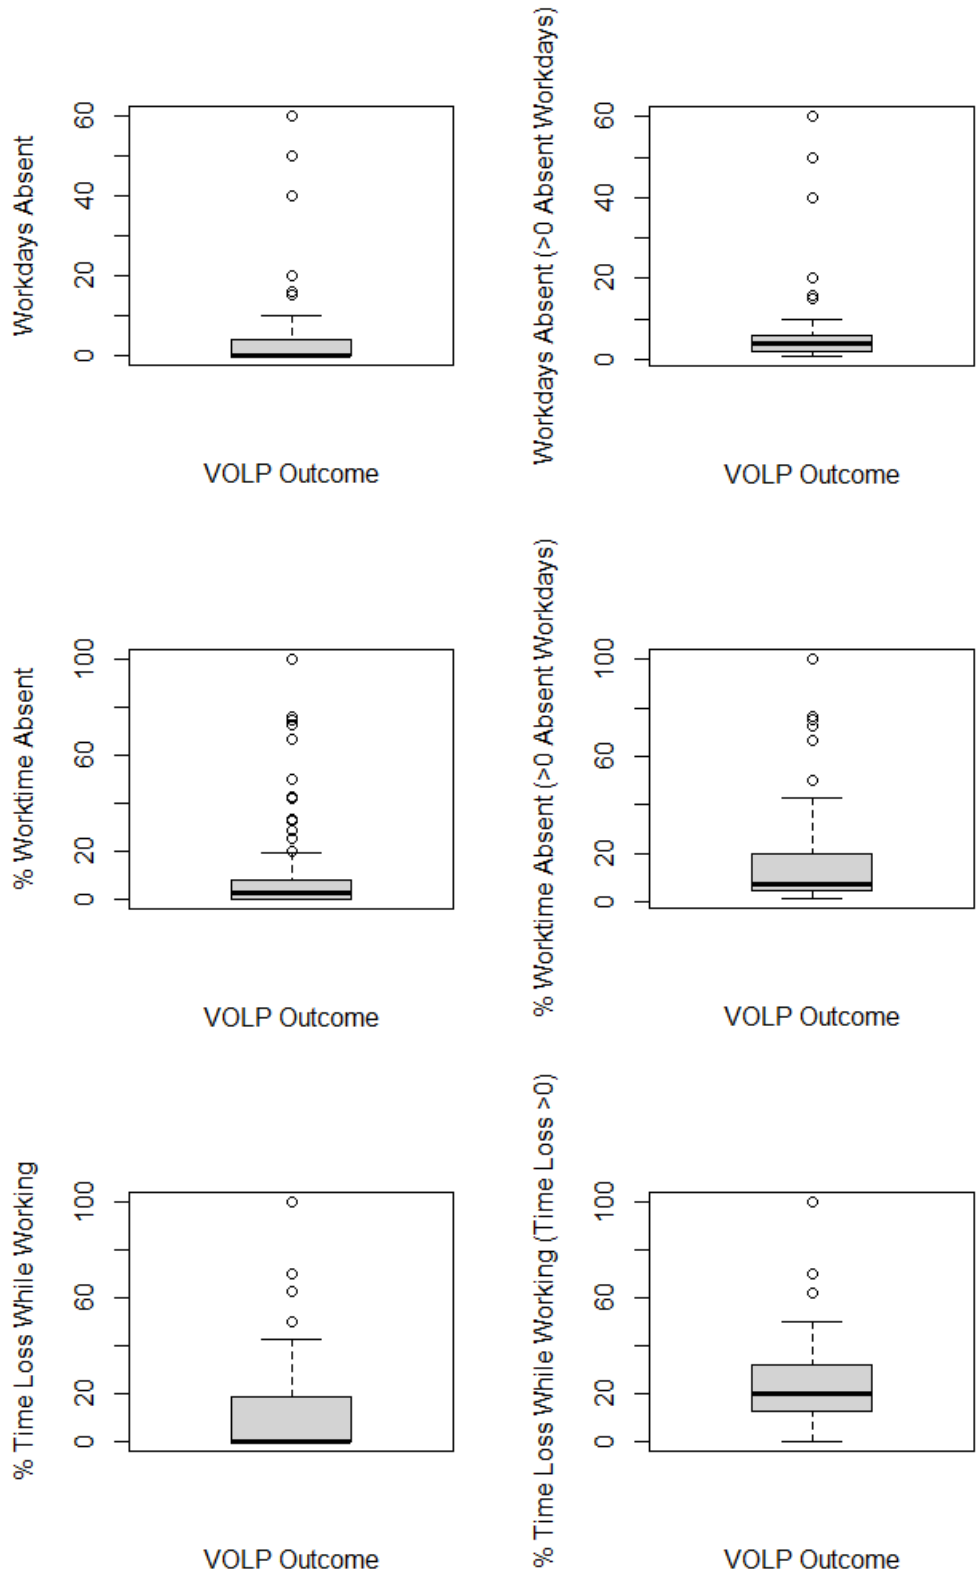 Workdays Absent
60
40
20
0
VOLP Outcome
Workdays Absent (>0 Absent Workdays)
60
40
20
0
VOLP Outcome
% Worktime Absent
100
60
20
0
VOLP Outcome
% Worktime Absent (>0 Absent Workdays)
100
60
20
0
VOLP Outcome
% Time Loss While Working
100
60
20
0
VOLP Outcome
% Time Loss While Working (Time Loss >0)
100
60
20
0
VOLP Outcome